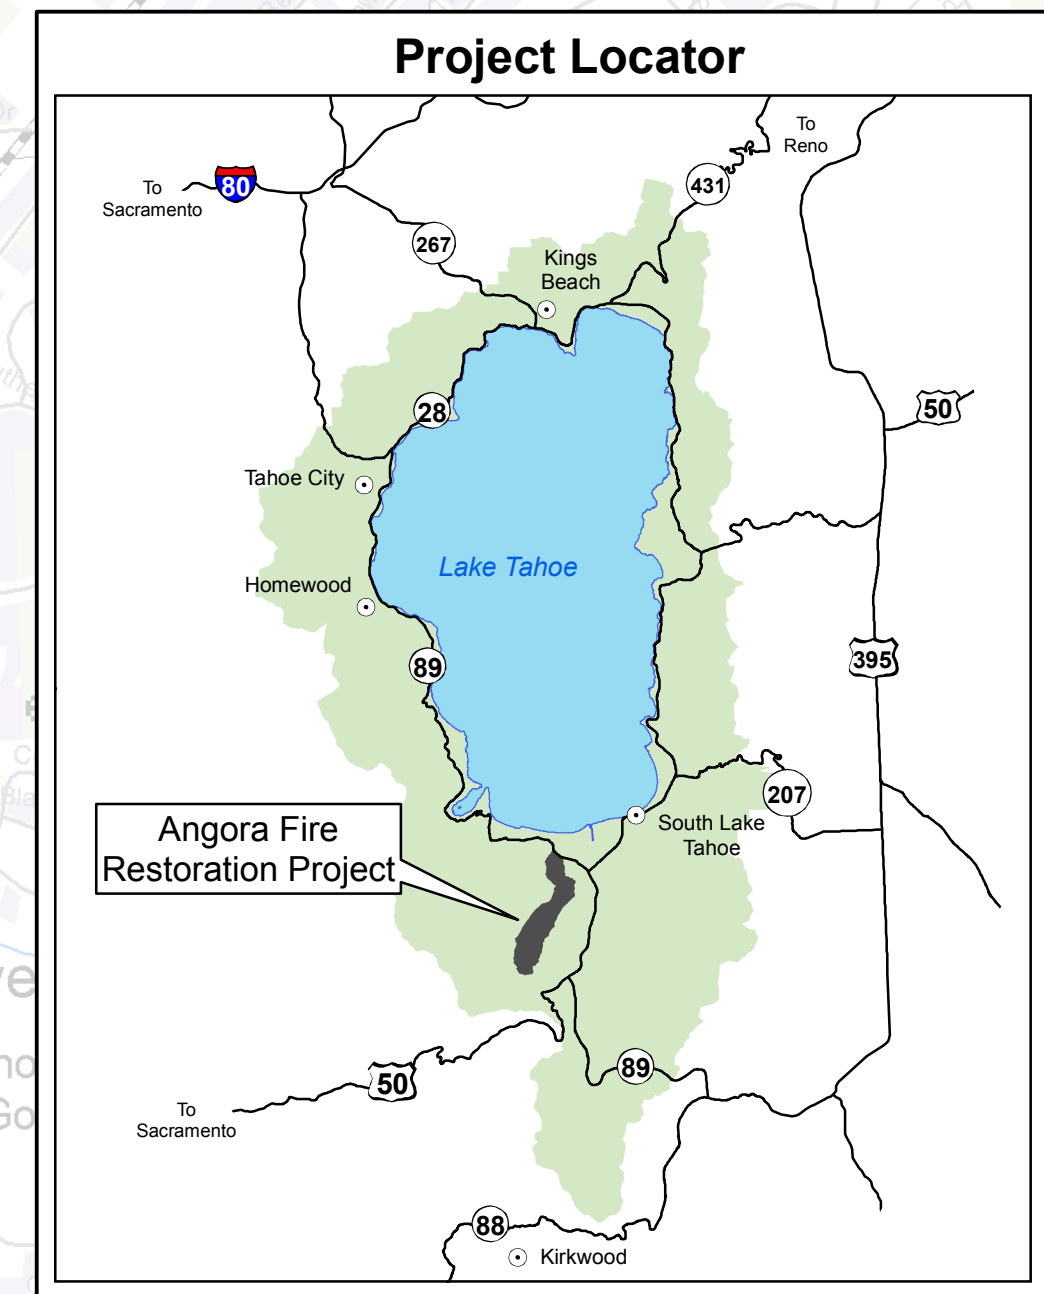 Project Locator
To
Reno
To
Sacramento
80
431
267
Kings
Beach
28
50
Tahoe City
Lake Tahoe
Homewood
89
395
207
South Lake
Tahoe
Angora Fire
Restoration Project
89
50
To
Sacramento
88
Kirkwood